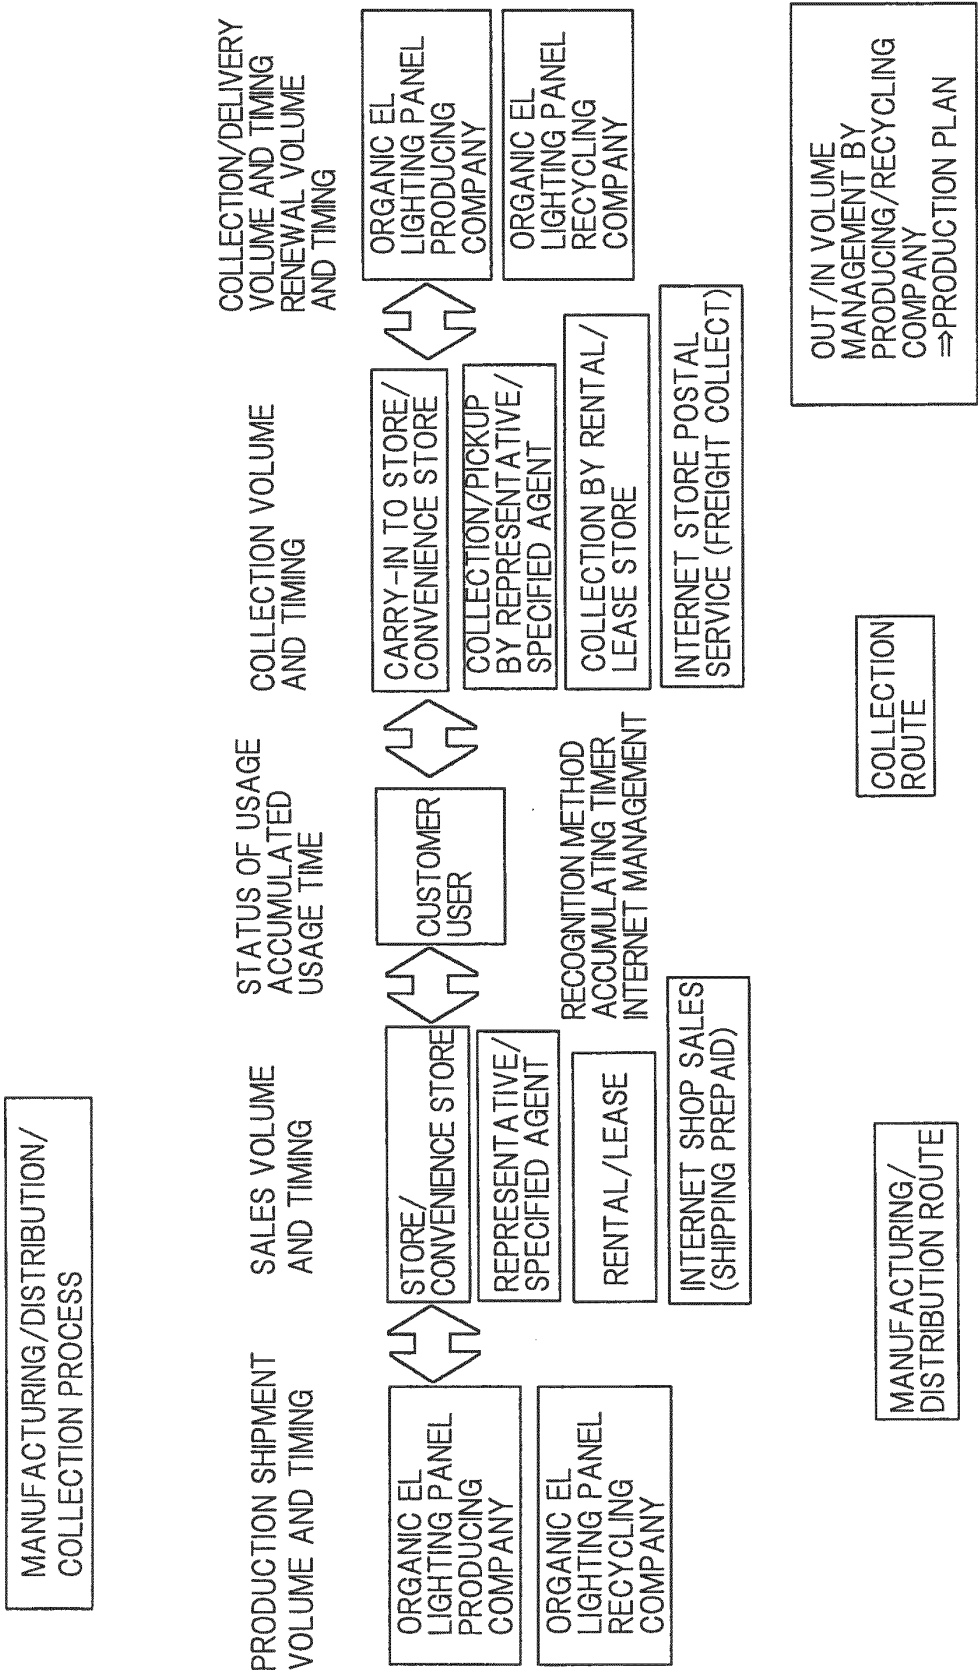 MANUFACTURING/DISTRIBUTION/
COLLECTION PROCESS
PRODUCTION SHIPMENT
VOLUME AND TIMING
ORGANIC EL
LIGHTING PANEL
PRODUCING
COMPANY
ORGANIC EL
LIGHTING PANEL
RECYCLING
COMPANY
SALES VOLUME
AND TIMING
STORE/
CONVENIENCE STORE
REPRESENTATIVE/
SPECIFIED AGENT
RENTAL/LEASE
INTERNET SHOP SALES
(SHIPPING PREPAID)
STATUS OF USAGE
ACCUMULATED
USAGE TIME
CUSTOMER
USER
RECOGNITION METHOD
ACCUMULATING TIMER
INTERNET MANAGEMENT
COLLECTION VOLUME
AND TIMING
CARRY-IN TO STORE/
CONVENIENCE STORE
COLLECTION/PICKUP
BY REPRESENTATIVE/
SPECIFIED AGENT
COLLECTION BY RENTAL/
LEASE STORE
INTERNET STORE POSTAL
SERVICE (FREIGHT COLLECT)
COLLECTION/DELIVERY
VOLUME AND TIMING
RENEWAL VOLUME
AND TIMING
ORGANIC EL
LIGHTING PANEL
PRODUCING
COMPANY
ORGANIC EL
LIGHTING PANEL
RECYCLING
COMPANY
MANUFACTURING/
DISTRIBUTION ROUTE
COLLECTION
ROUTE
OUT/IN VOLUME
MANAGEMENT BY
PRODUCING/RECYCLING
COMPANY
⇒PRODUCTION PLAN